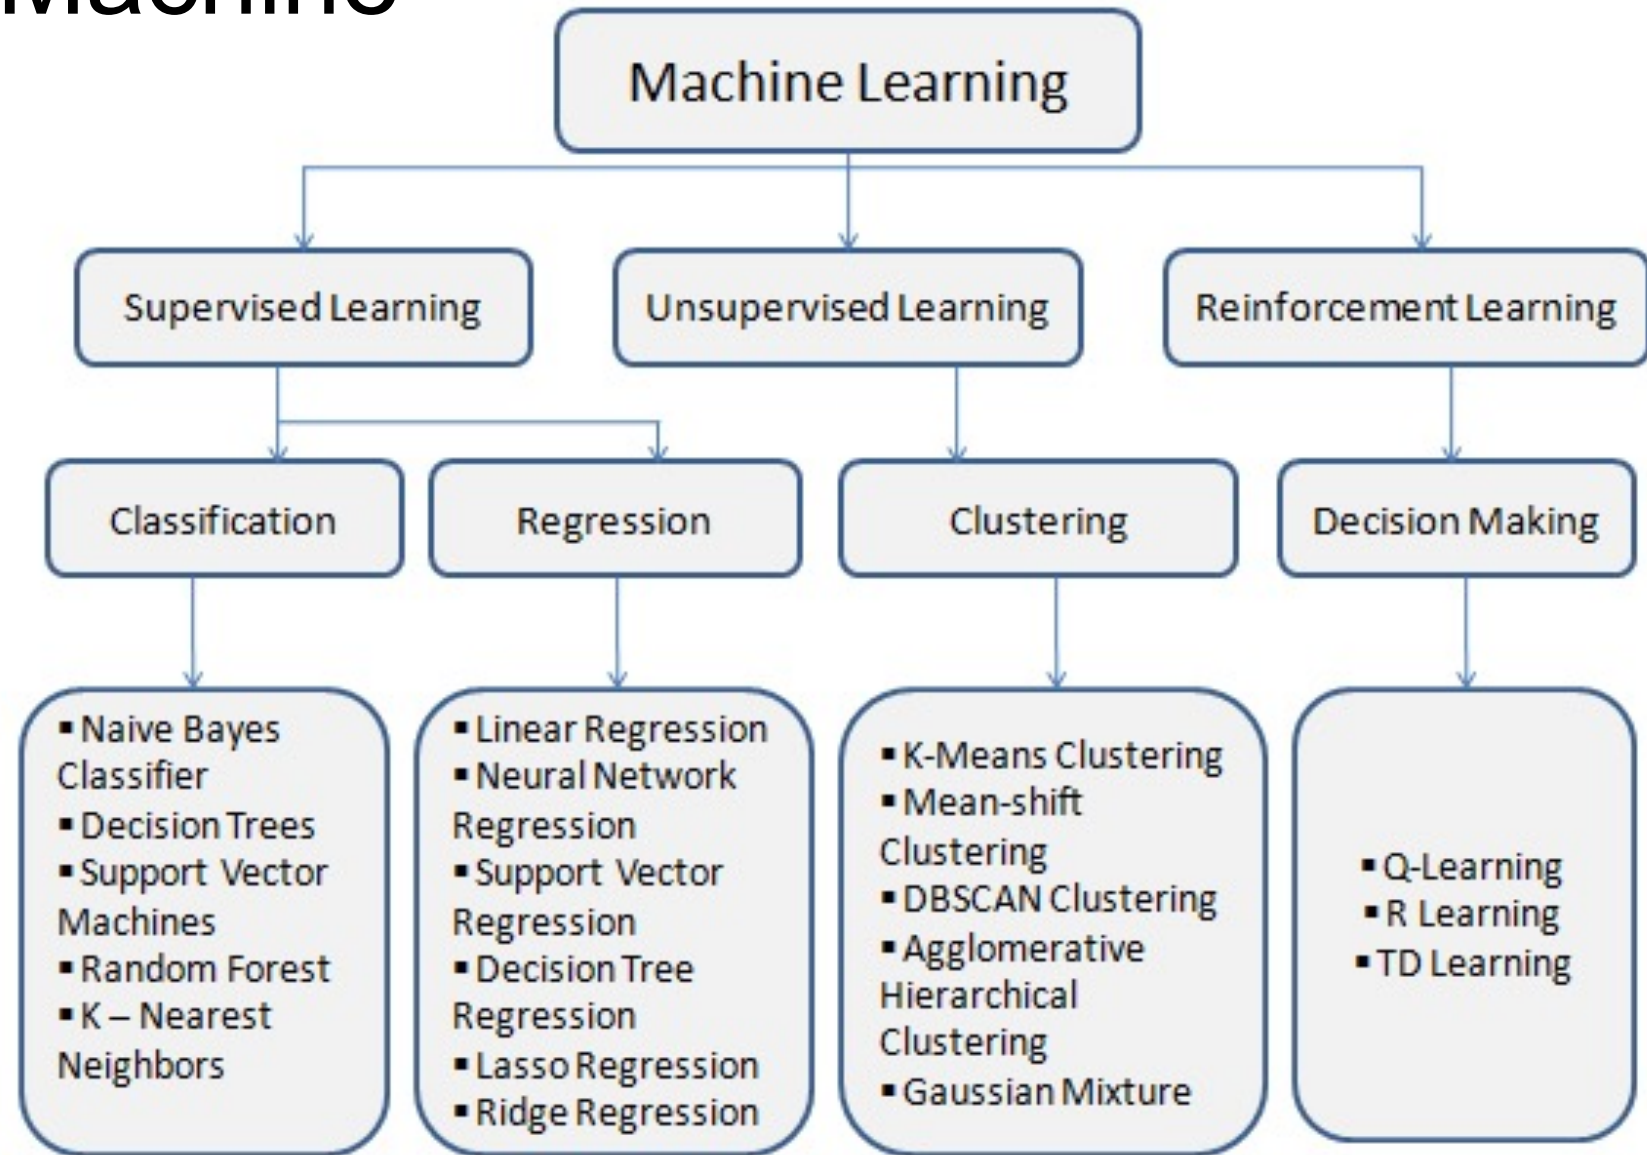 Machine
Machine Learning
Supervised Learning
Unsupervised Learning
Reinforcement Learning
Classification
Regression
Clustering
Decision Making
▪ Naive Bayes
Classifier
▪ Decision Trees
▪ Support Vector
Machines
▪ Random Forest
▪ K – Nearest
Neighbors
▪ Linear Regression
▪ Neural Network
Regression
▪ Support Vector
Regression
▪ Decision Tree
Regression
▪ Lasso Regression
▪ Ridge Regression
▪ K-Means Clustering
▪ Mean-shift
Clustering
▪ DBSCAN Clustering
▪ Agglomerative
Hierarchical
Clustering
▪ Gaussian Mixture
▪ Q-Learning
▪ R Learning
▪ TD Learning